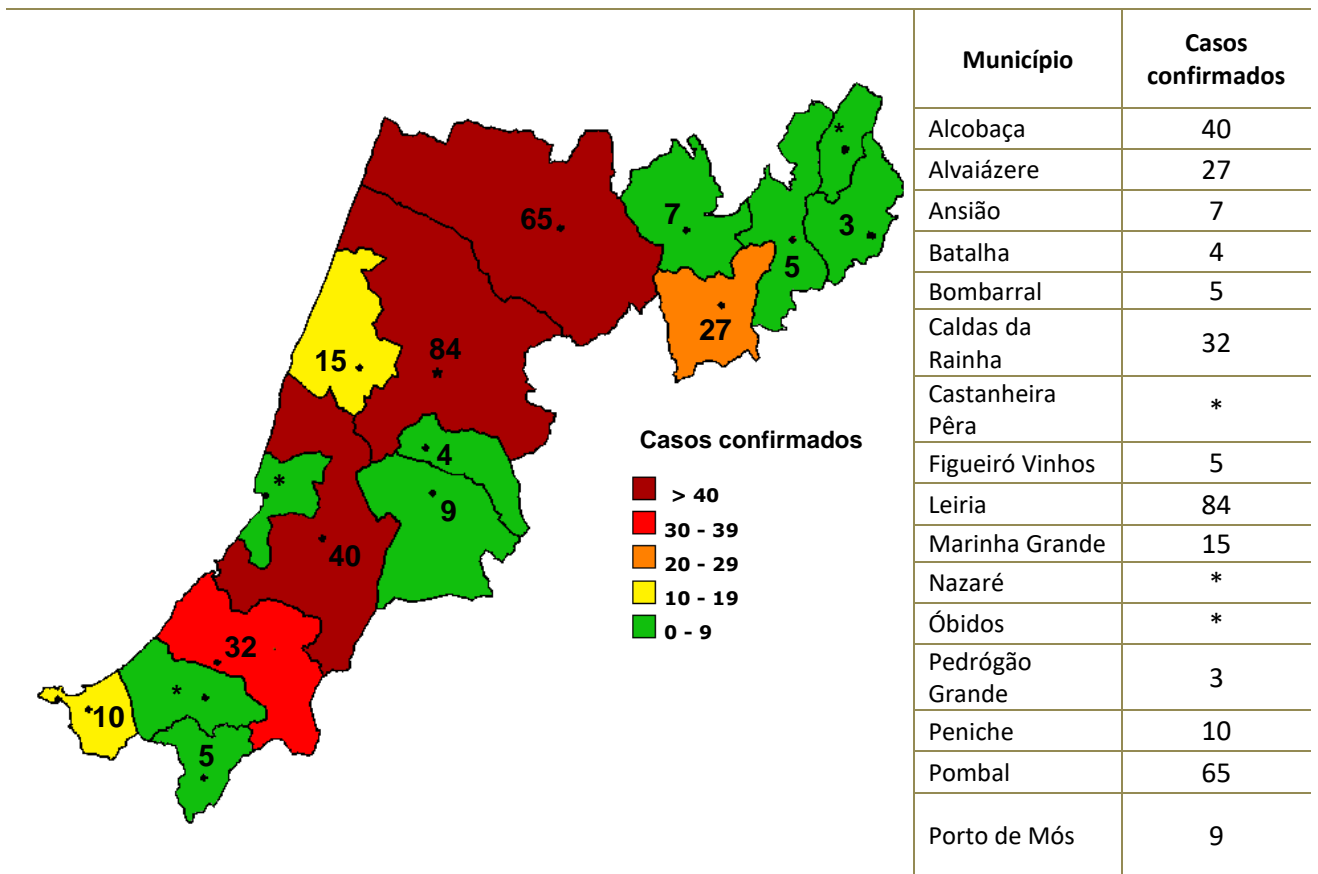 *
65
7
3
5
27
84
15
4
*
9
40
32
*
10
5
Casos confirmados
> 40
30 - 39
20 - 29
10 - 19
0 - 9
Município
Casos
confirmados
Alcobaça 40
Alvaiázere 27
Ansião 7
Batalha 4
Bombarral 5
Caldas da
Rainha
32
Castanheira
Pêra
*
Figueiró Vinhos 5
Leiria 84
Marinha Grande 15
Nazaré *
Óbidos *
Pedrógão
Grande
3
Peniche 10
Pombal 65
Porto de Mós 9